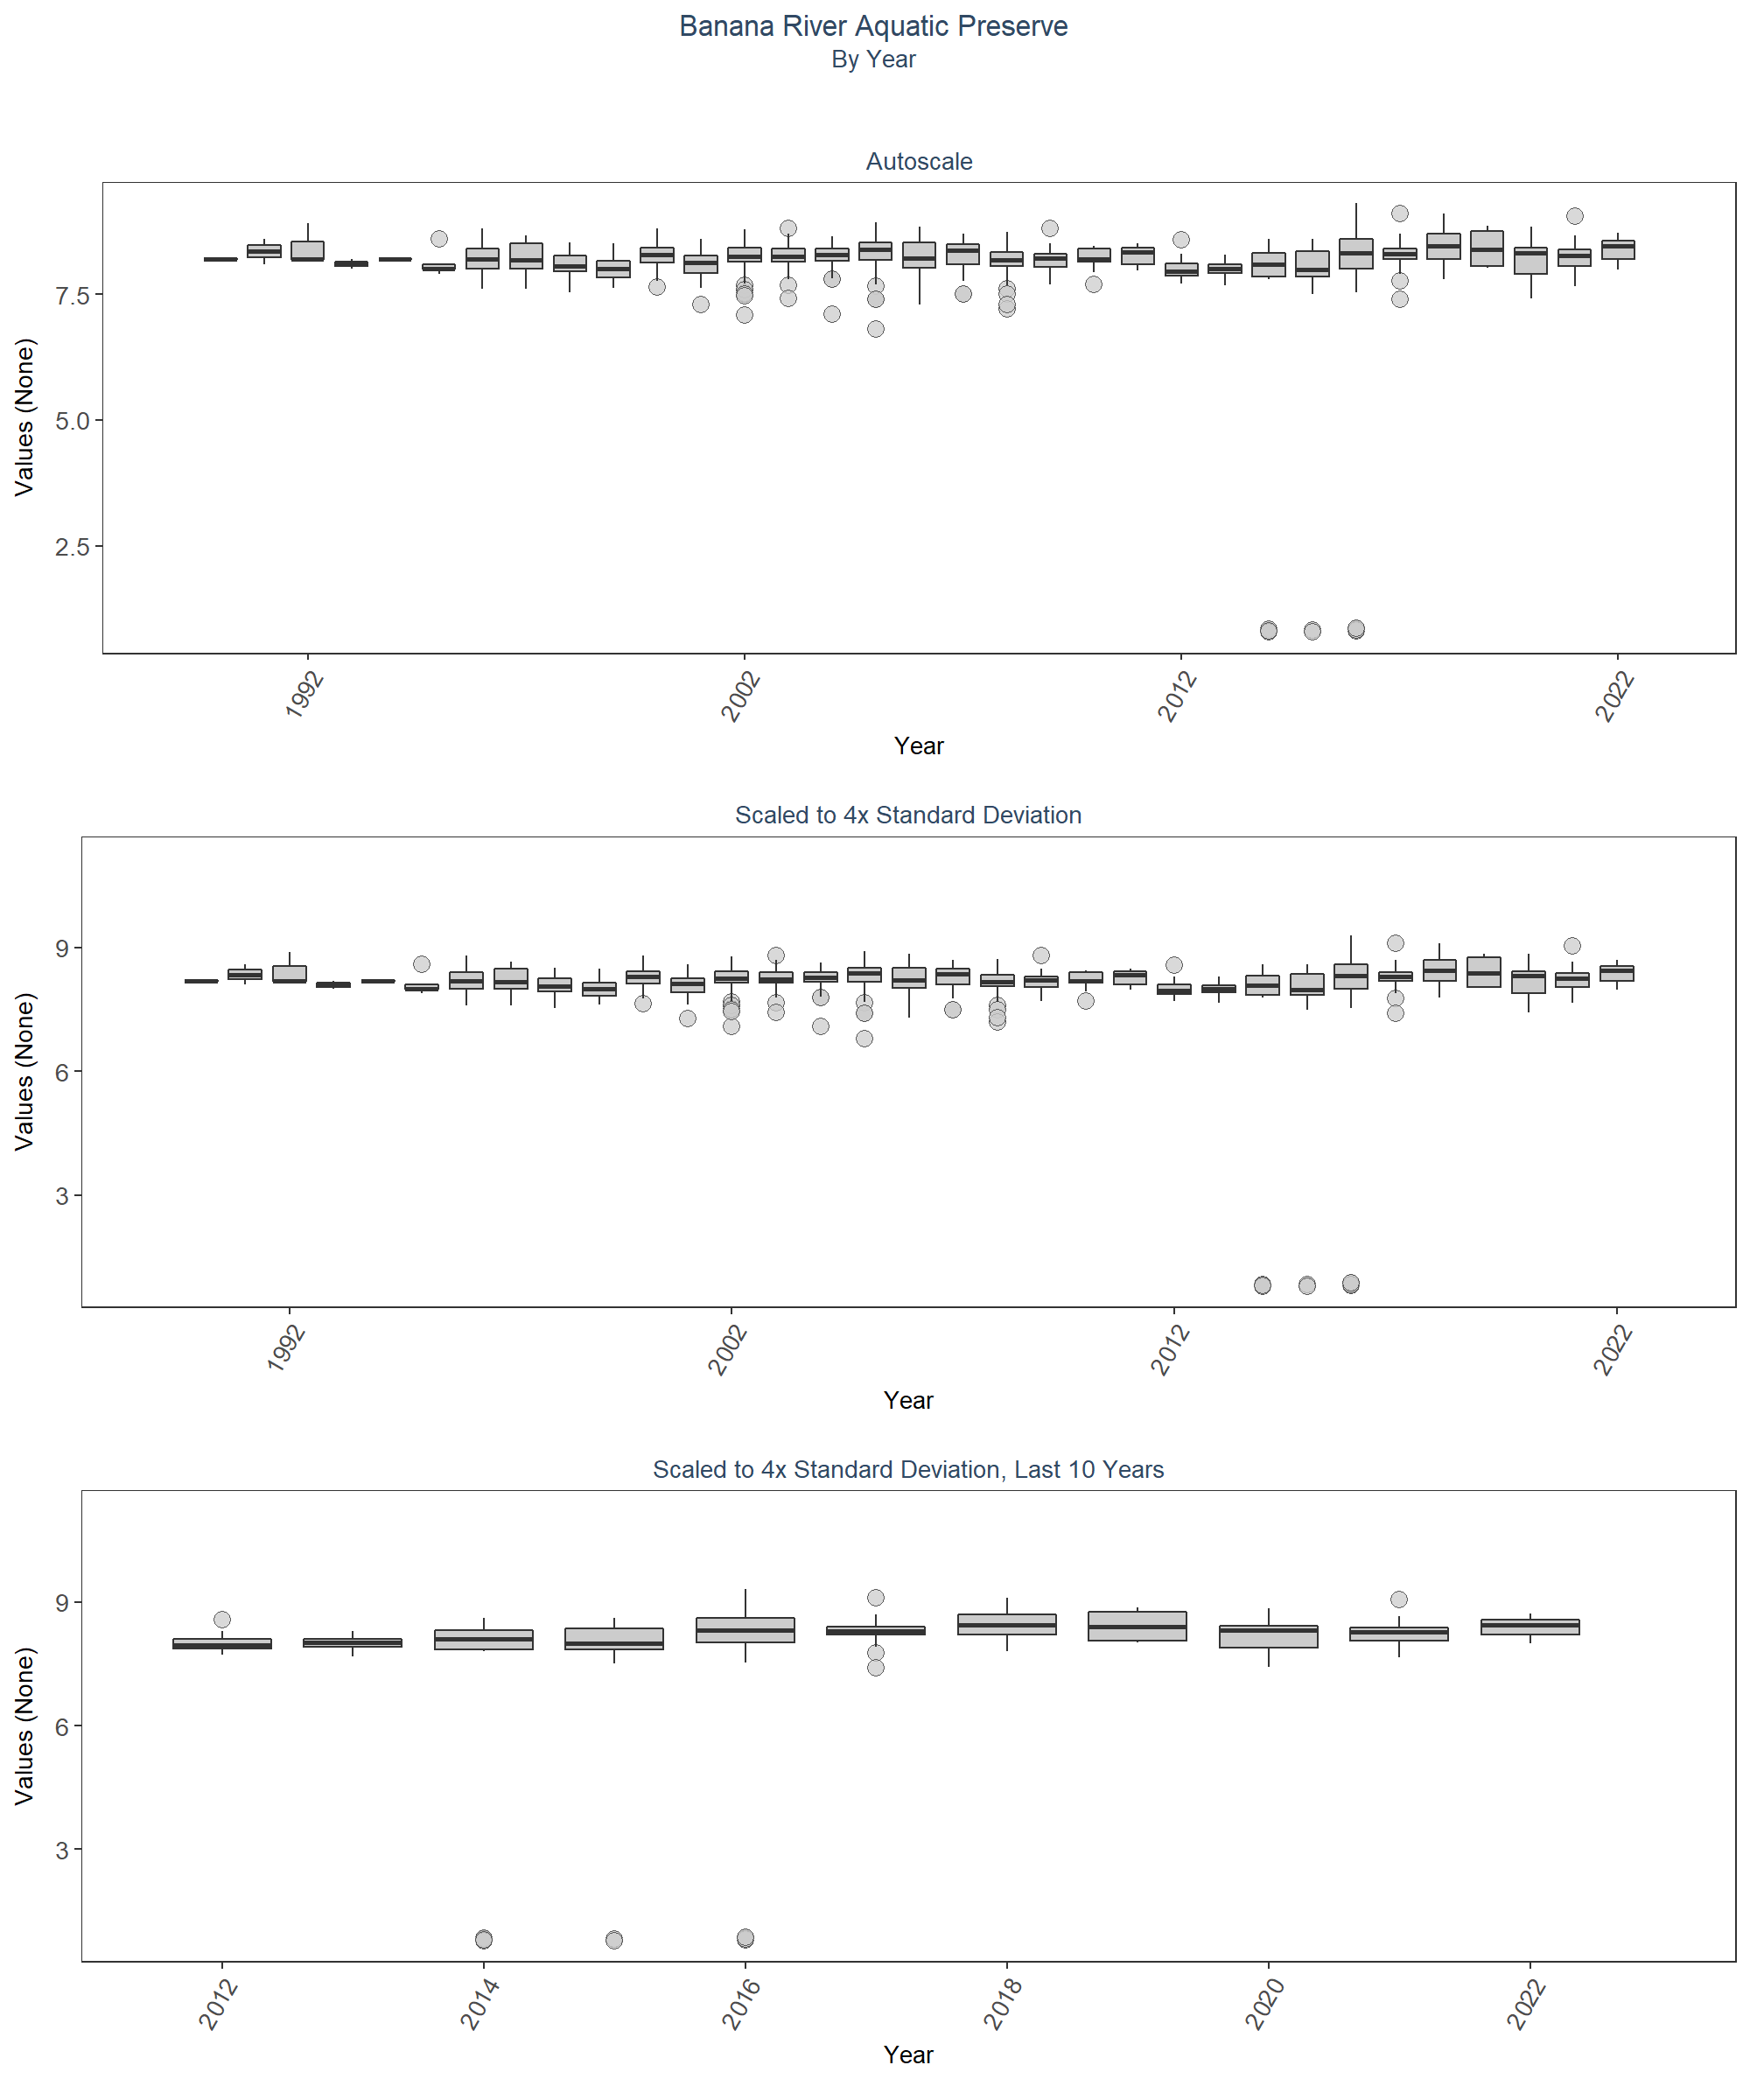 Banana River Aquatic Preserve
By Year
Autoscale
Values (None)
7.5
5.0
2.5
1992
2002
2012
2022
Year
Scaled to 4x Standard Deviation
Values (None)
9
6
3
1992
2002
2012
2022
Year
Scaled to 4x Standard Deviation, Last 10 Years
Values (None)
9
6
3
2012
2014
2016
2018
2020
2022
Year